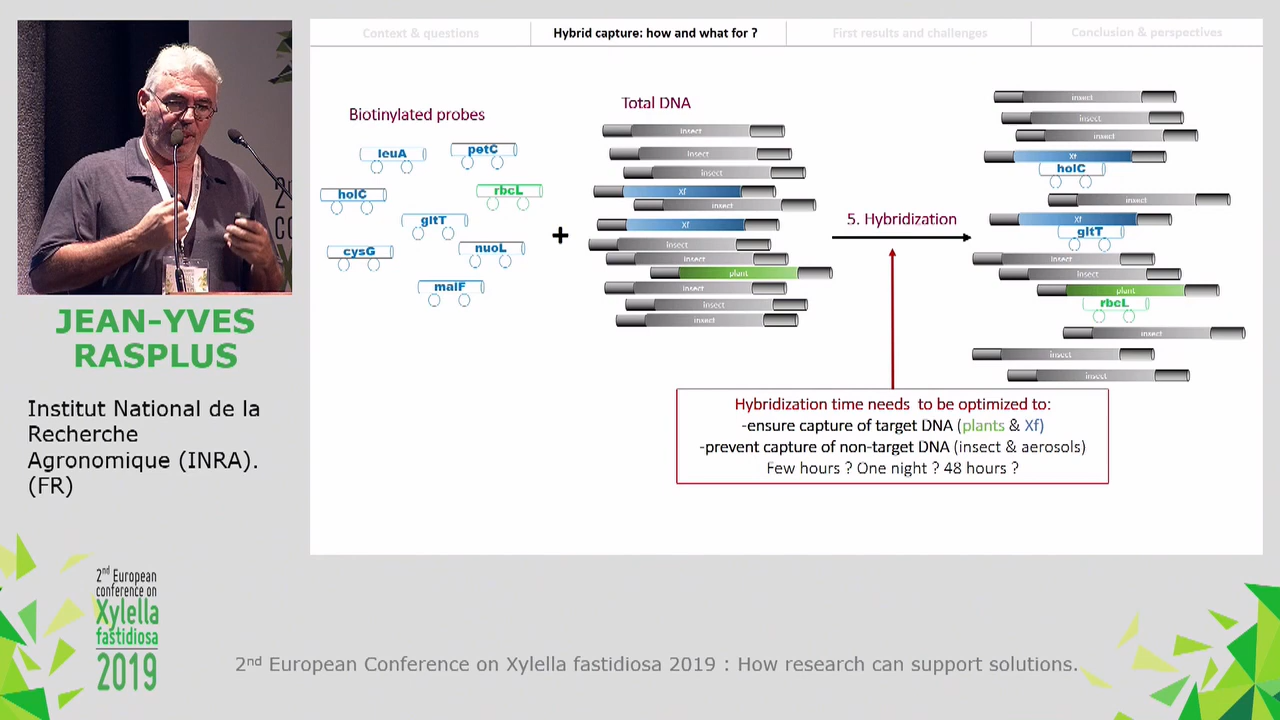 Context & questions
Hybrid capture: how and what for ?
First results and challenges
Conclusion & perspectives
Biotinylated probes
leuA
petC
holC
rbcL
gltT
cysG
nuoL
malF
+
Total DNA
insect
insect
insect
Xf
insect
Xf
insect
insect
plant
insect
insect
insect
5. Hybridization
insect
insect
insect
Xf
holC
insect
Xf
gltT
insect
insect
plant
rbcL
insect
insect
insect
Hybridization time needs to be optimized to:
-ensure capture of target DNA (plants & Xf)
-prevent capture of non-target DNA (insect & aerosols)
Few hours ? One night ? 48 hours ?
JEAN-YVES
RASPLUS
Institut National de la
Recherche
Agronomique (INRA).
(FR)
2nd European
conference on
Xylella
fastidiosa
2019
2nd European Conference on Xylella fastidiosa 2019 : How research can support solutions.